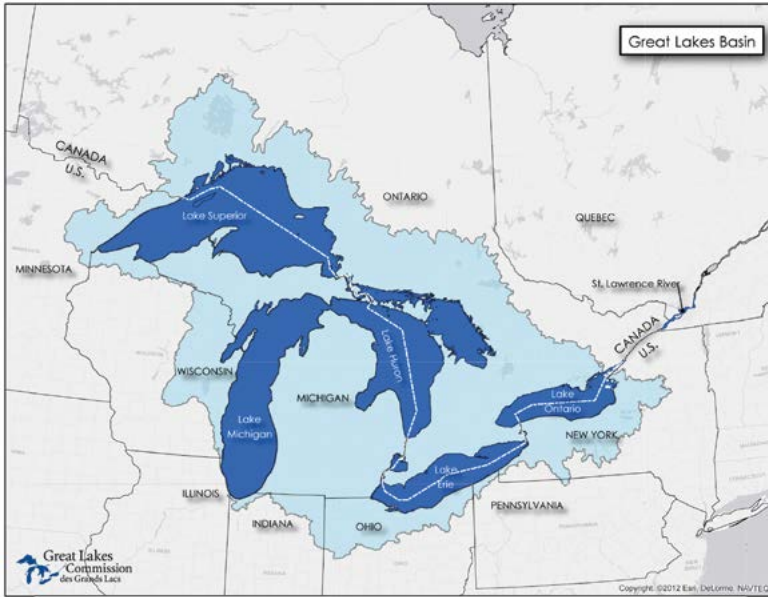 Great Lakes Basin
CANADA
U.S.
ONTARIO
Lake Superior
QUEBEC
MINNESOTA
St. Lawrence River
CANADA
U.S.
WISCONSIN
Lake Huron
MICHIGAN
Lake
Ontario
Lake
Michigan
NEW YORK
Lake
Erie
ILLINOIS
PENNSYLVANIA
INDIANA
OHIO
Great Lakes
Commission
des Grands Lacs
Copyright: ©2012 Esri, DeLorme, NAVTEQ